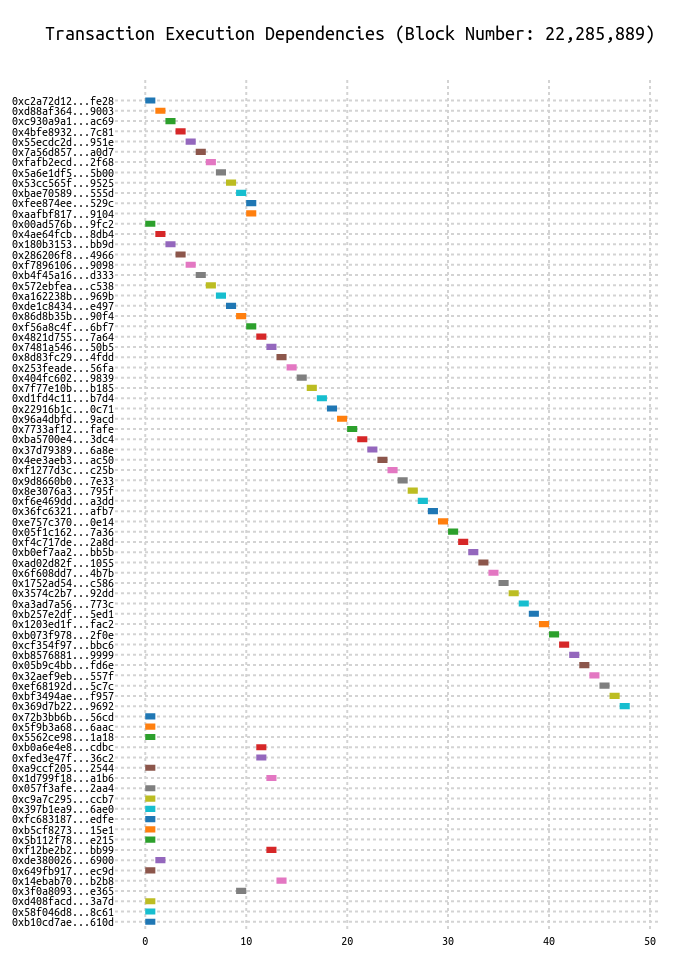 Transaction Execution Dependencies (Block Number: 22,285,889)
0xc2a72d12...fe28
0xd88af364...9003
0xc930a9a1...ac69
0x4bfe8932...7c81
0x55ecdc2d...951e
0x7a56d857...a0d7
0xfafb2ecd...2f68
0x5a6e1df5...5b00
0x53cc565f...9525
0xbae70589...555d
0xfee874ee...529c
0xaafbf817...9104
0x00ad576b...9fc2
0x4ae64fcb...8db4
0x180b3153...bb9d
0x286206f8...4966
0xf7896106...9098
0xb4f45a16...d333
0x572ebfea...c538
0xa162238b...969b
0xde1c8434...e497
0x86d8b35b...90f4
0xf56a8c4f...6bf7
0x4821d755...7a64
0x7481a546...50b5
0x8d83fc29...4fdd
0x253feade...56fa
0x404fc602...9839
0x7f77e10b...b185
0xd1fd4c11...b7d4
0x22916b1c...0c71
0x96a4dbfd...9acd
0x7733af12...fafe
0xba5700e4...3dc4
0x37d79389...6a8e
0x4ee3aeb3...ac50
0xf1277d3c...c25b
0x9d8660b0...7e33
0x8e3076a3...795f
0xf6e469dd...a3dd
0x36fc6321...afb7
0xe757c370...0e14
0x05f1c162...7a36
0xf4c717de...2a8d
0xb0ef7aa2...bb5b
0xad02d82f...1055
0x6f608dd7...4b7b
0x1752ad54...c586
0x3574c2b7...92dd
0xa3ad7a56...773c
0xb257e2df...5ed1
0x1203ed1f...fac2
0xb073f978...2f0e
0xcf354f97...bbc6
0xb8576881...9999
0x05b9c4bb...fd6e
0x32aef9eb...557f
0xef68192d...5c7c
0xbf3494ae...f957
0x369d7b22...9692
0x72b3bb6b...56cd
0x5f9b3a68...6aac
0x5562ce98...1a18
0xb0a6e4e8...cdbc
0xfed3e47f...36c2
0xa9ccf205...2544
0x1d799f18...a1b6
0x057f3afe...2aa4
0xc9a7c295...ccb7
0x397b1ea9...6ae0
0xfc683187...edfe
0xb5cf8273...15e1
0x5b112f78...e215
0xf12be2b2...bb99
0xde380026...6900
0x649fb917...ec9d
0x14ebab70...b2b8
0x3f0a8093...e365
0xd408facd...3a7d
0x58f046d8...8c61
0xb10cd7ae...610d
0 10 20 30 40 50